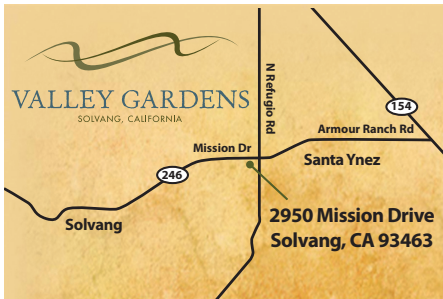 VALLEY GARDENS
SOLVANG, CALIFORNIA
N Refugio Rd
154
Armour Ranch Rd
Mission Dr
Santa Ynez
246
Solvang
2950 Mission Drive
Solvang, CA 93463